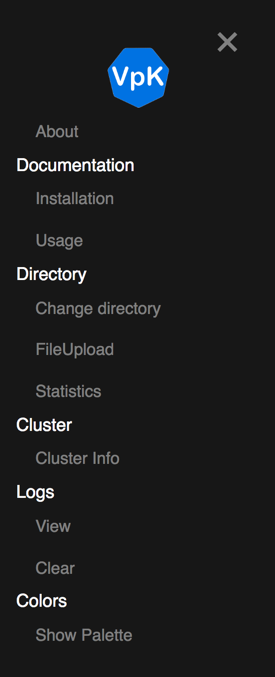 VpK
About
Documentation
Installation
Usage
Directory
Change directory
FileUpload
Statistics
Cluster
Cluster Info
Logs
View
Clear
Colors
Show Palette